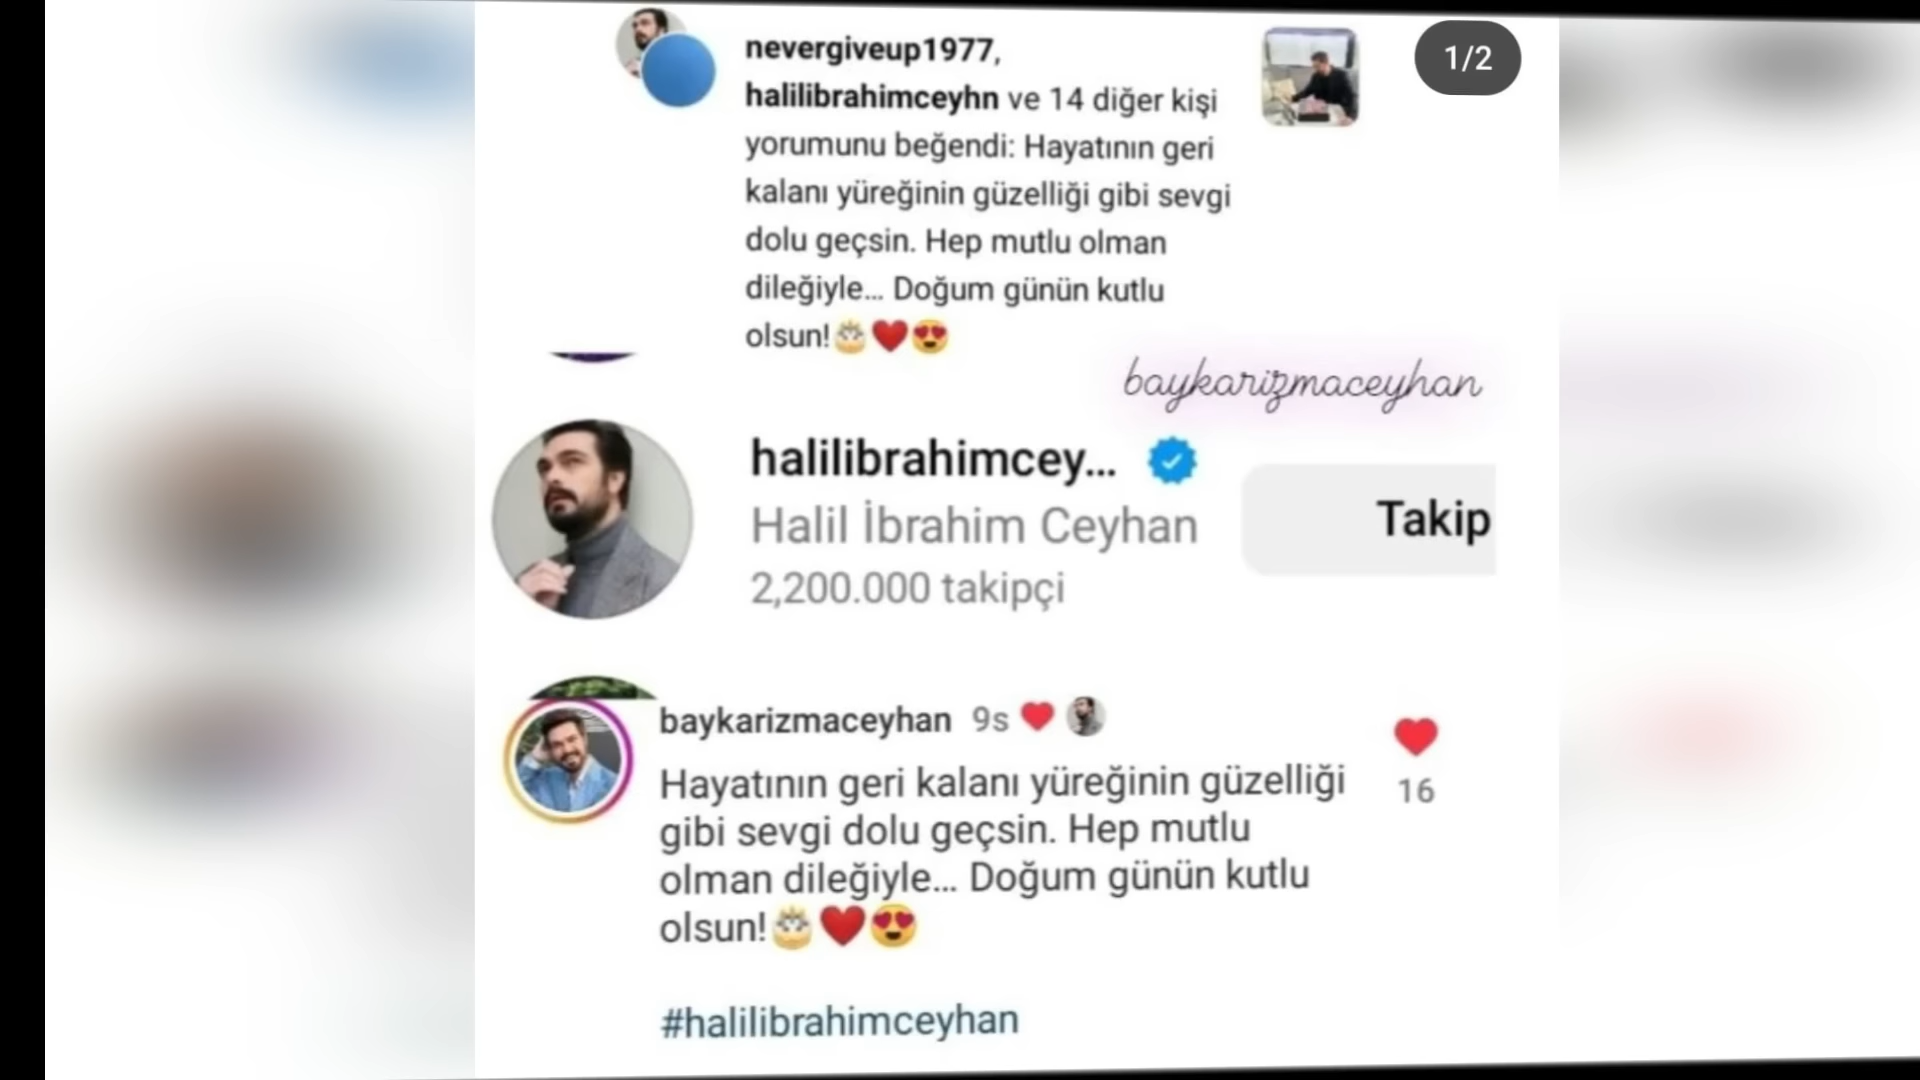 nevergiveup1977,
halilibrahimceyhn ve 14 diğer kişi
yorumunu beğendi: Hayatının geri
kalanı yüreğinin güzelliği gibi sevgi
dolu geçsin. Hep mutlu olman
dileğiyle... Doğum günün kutlu
olsun!🎂❤️😍
1/2
baykarizmaceyhan
halilibrahimcey...
Halil İbrahim Ceyhan
2,200.000 takipçi
Takip
baykarizmaceyhan 9s
Hayatının geri kalanı yüreğinin güzelliği
gibi sevgi dolu geçsin. Hep mutlu
olman dileğiyle... Doğum günün kutlu
olsun!🎂❤️😍
16
#halilibrahimceyhan